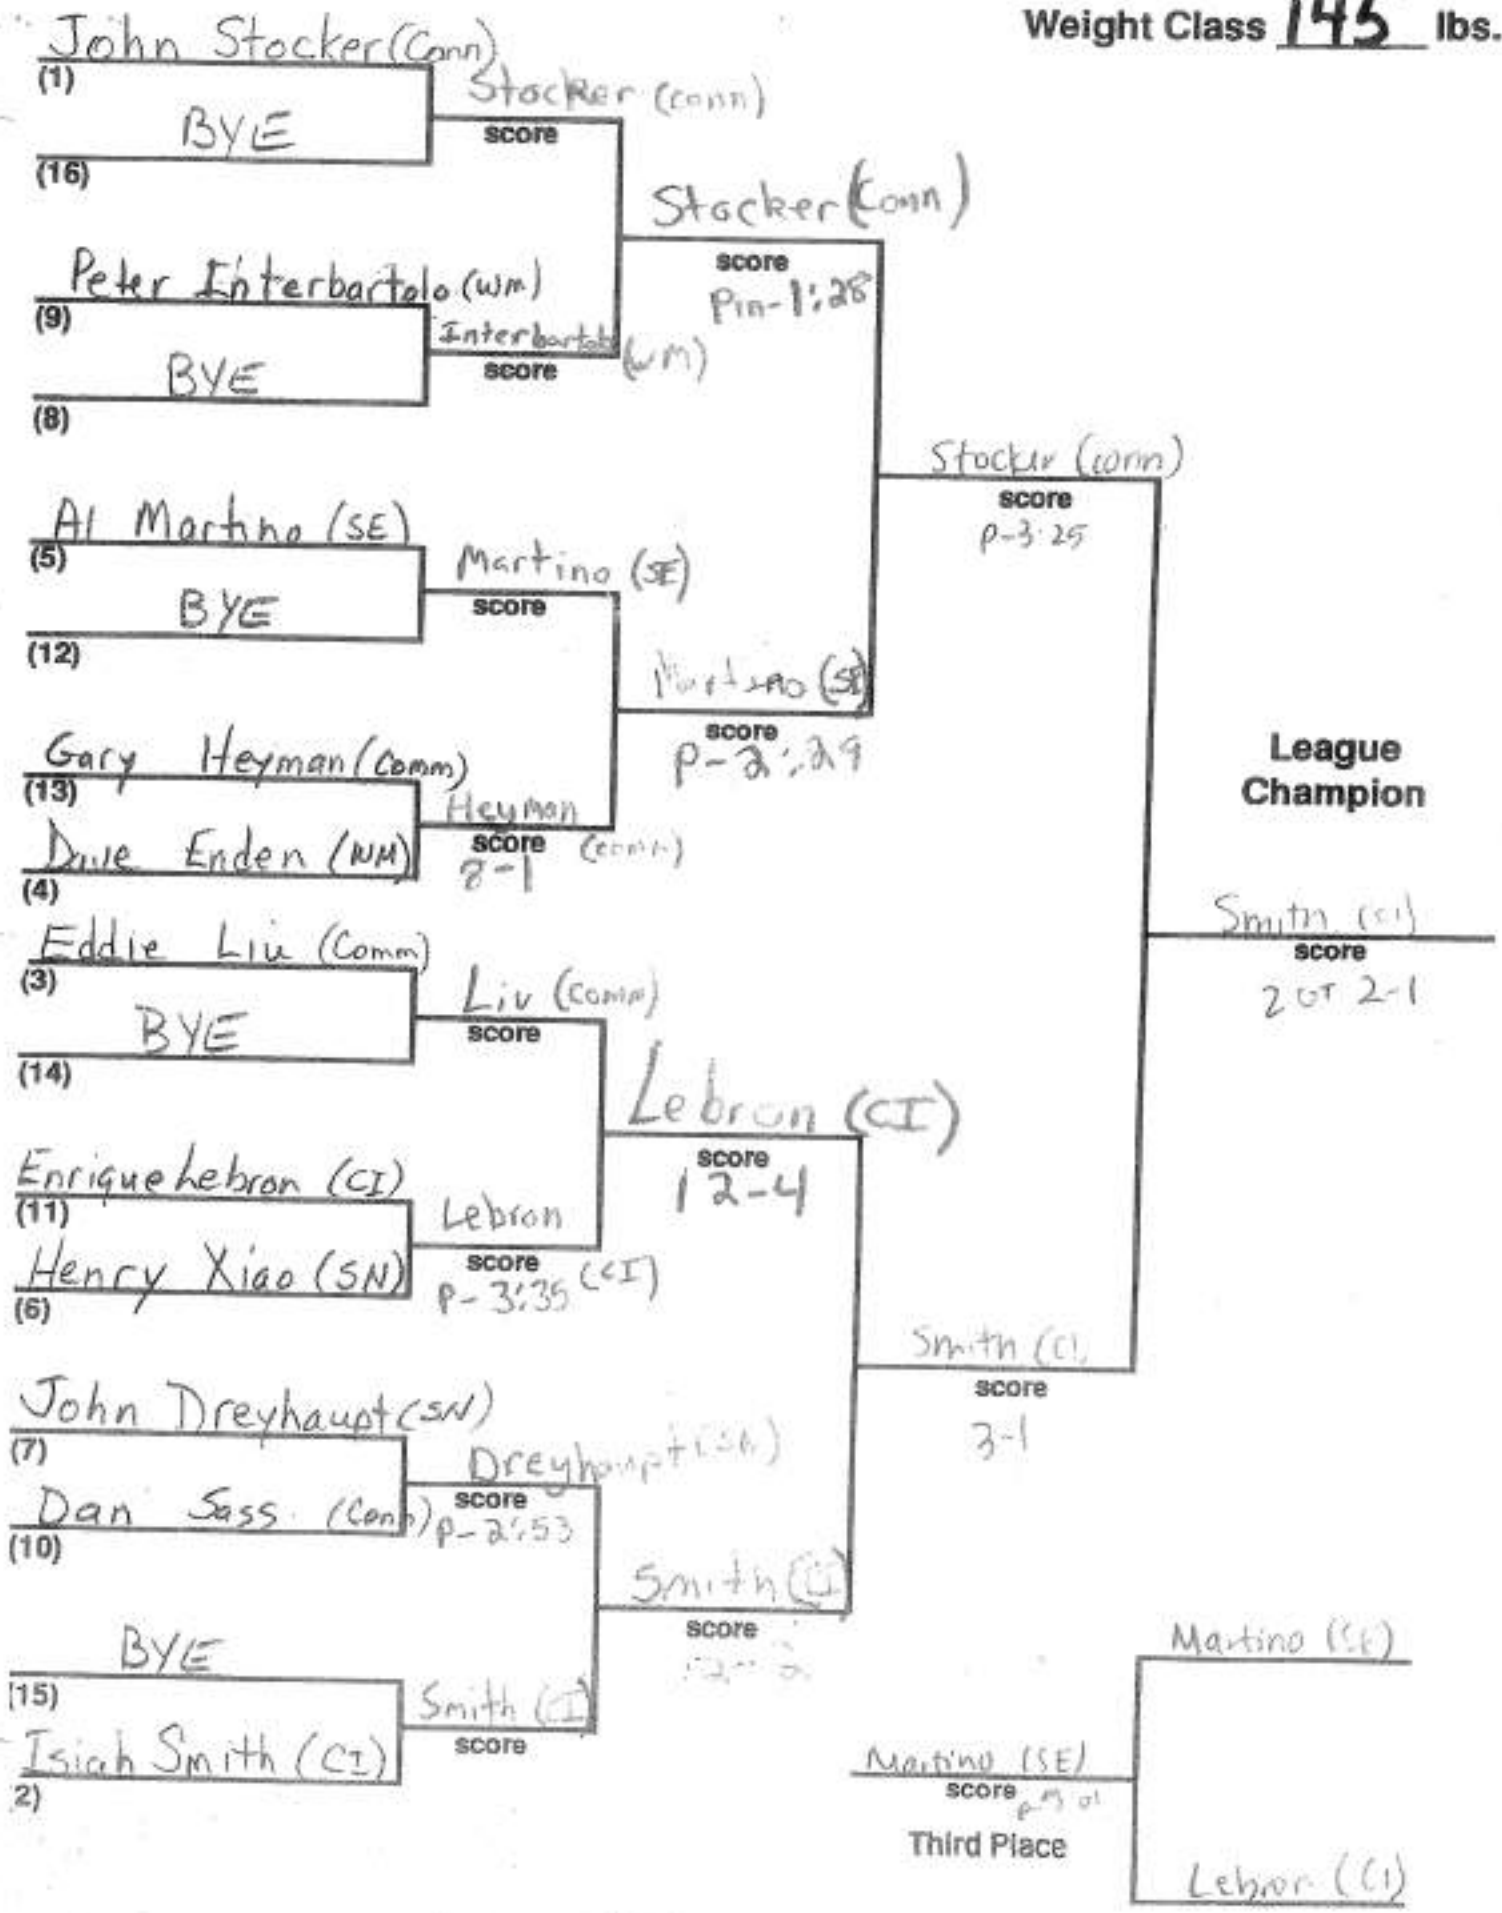 Weight Class 145 lbs.
John Stocker (Conn)
(1)
Stocker (conn)
score
BYE
(16)
Stocker (Conn)
score
Pin-1:28
Peter Interbartolo (WM)
(9)
Interbartolo (WM)
score
BYE
(8)
Stocker (conn)
score
P-3:25
Al Martino (SE)
(5)
Martino (SE)
score
BYE
(12)
Martino (SE)
score
P-2:29
Gary Heyman (Comm)
(13)
Heyman (comm)
score
8-1
Dave Enden (WM)
(4)
League
Champion
Smith (CI)
score
2 OT 2-1
Eddie Liu (Comm)
(3)
Liu (Comm)
score
BYE
(14)
Lebron (CI)
score
12-4
Enrique Lebron (CI)
(11)
Lebron (CI)
score
P-3:35
Henry Xiao (SN)
(6)
Smith (CI)
score
3-1
John Dreyhaupt (SN)
(7)
Dreyhaupt (SN)
score
P-2:53
Dan Sass (Conn)
(10)
Smith (CI)
score
BYE
(15)
Smith (CI)
score
Isiah Smith (CI)
2)
Martino (SE)
Martino (SE)
score
Third Place
Lebron (CI)